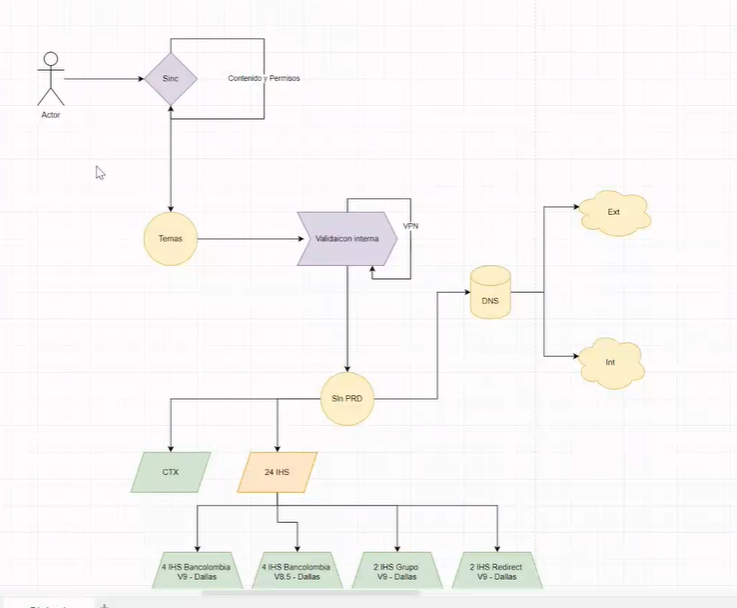 Sinc
Contenido y Permisos
Actor
Ext
VPN
Temas
Validaicon interna
DNS
Int
SIn PRD
CTX
24 IHS
4 IHS Bancolombia
V9 - Dallas
4 IHS Bancolombia
V8.5 - Dallas
2 IHS Grupo
V9 - Dallas
2 IHS Redirect
V9 - Dallas